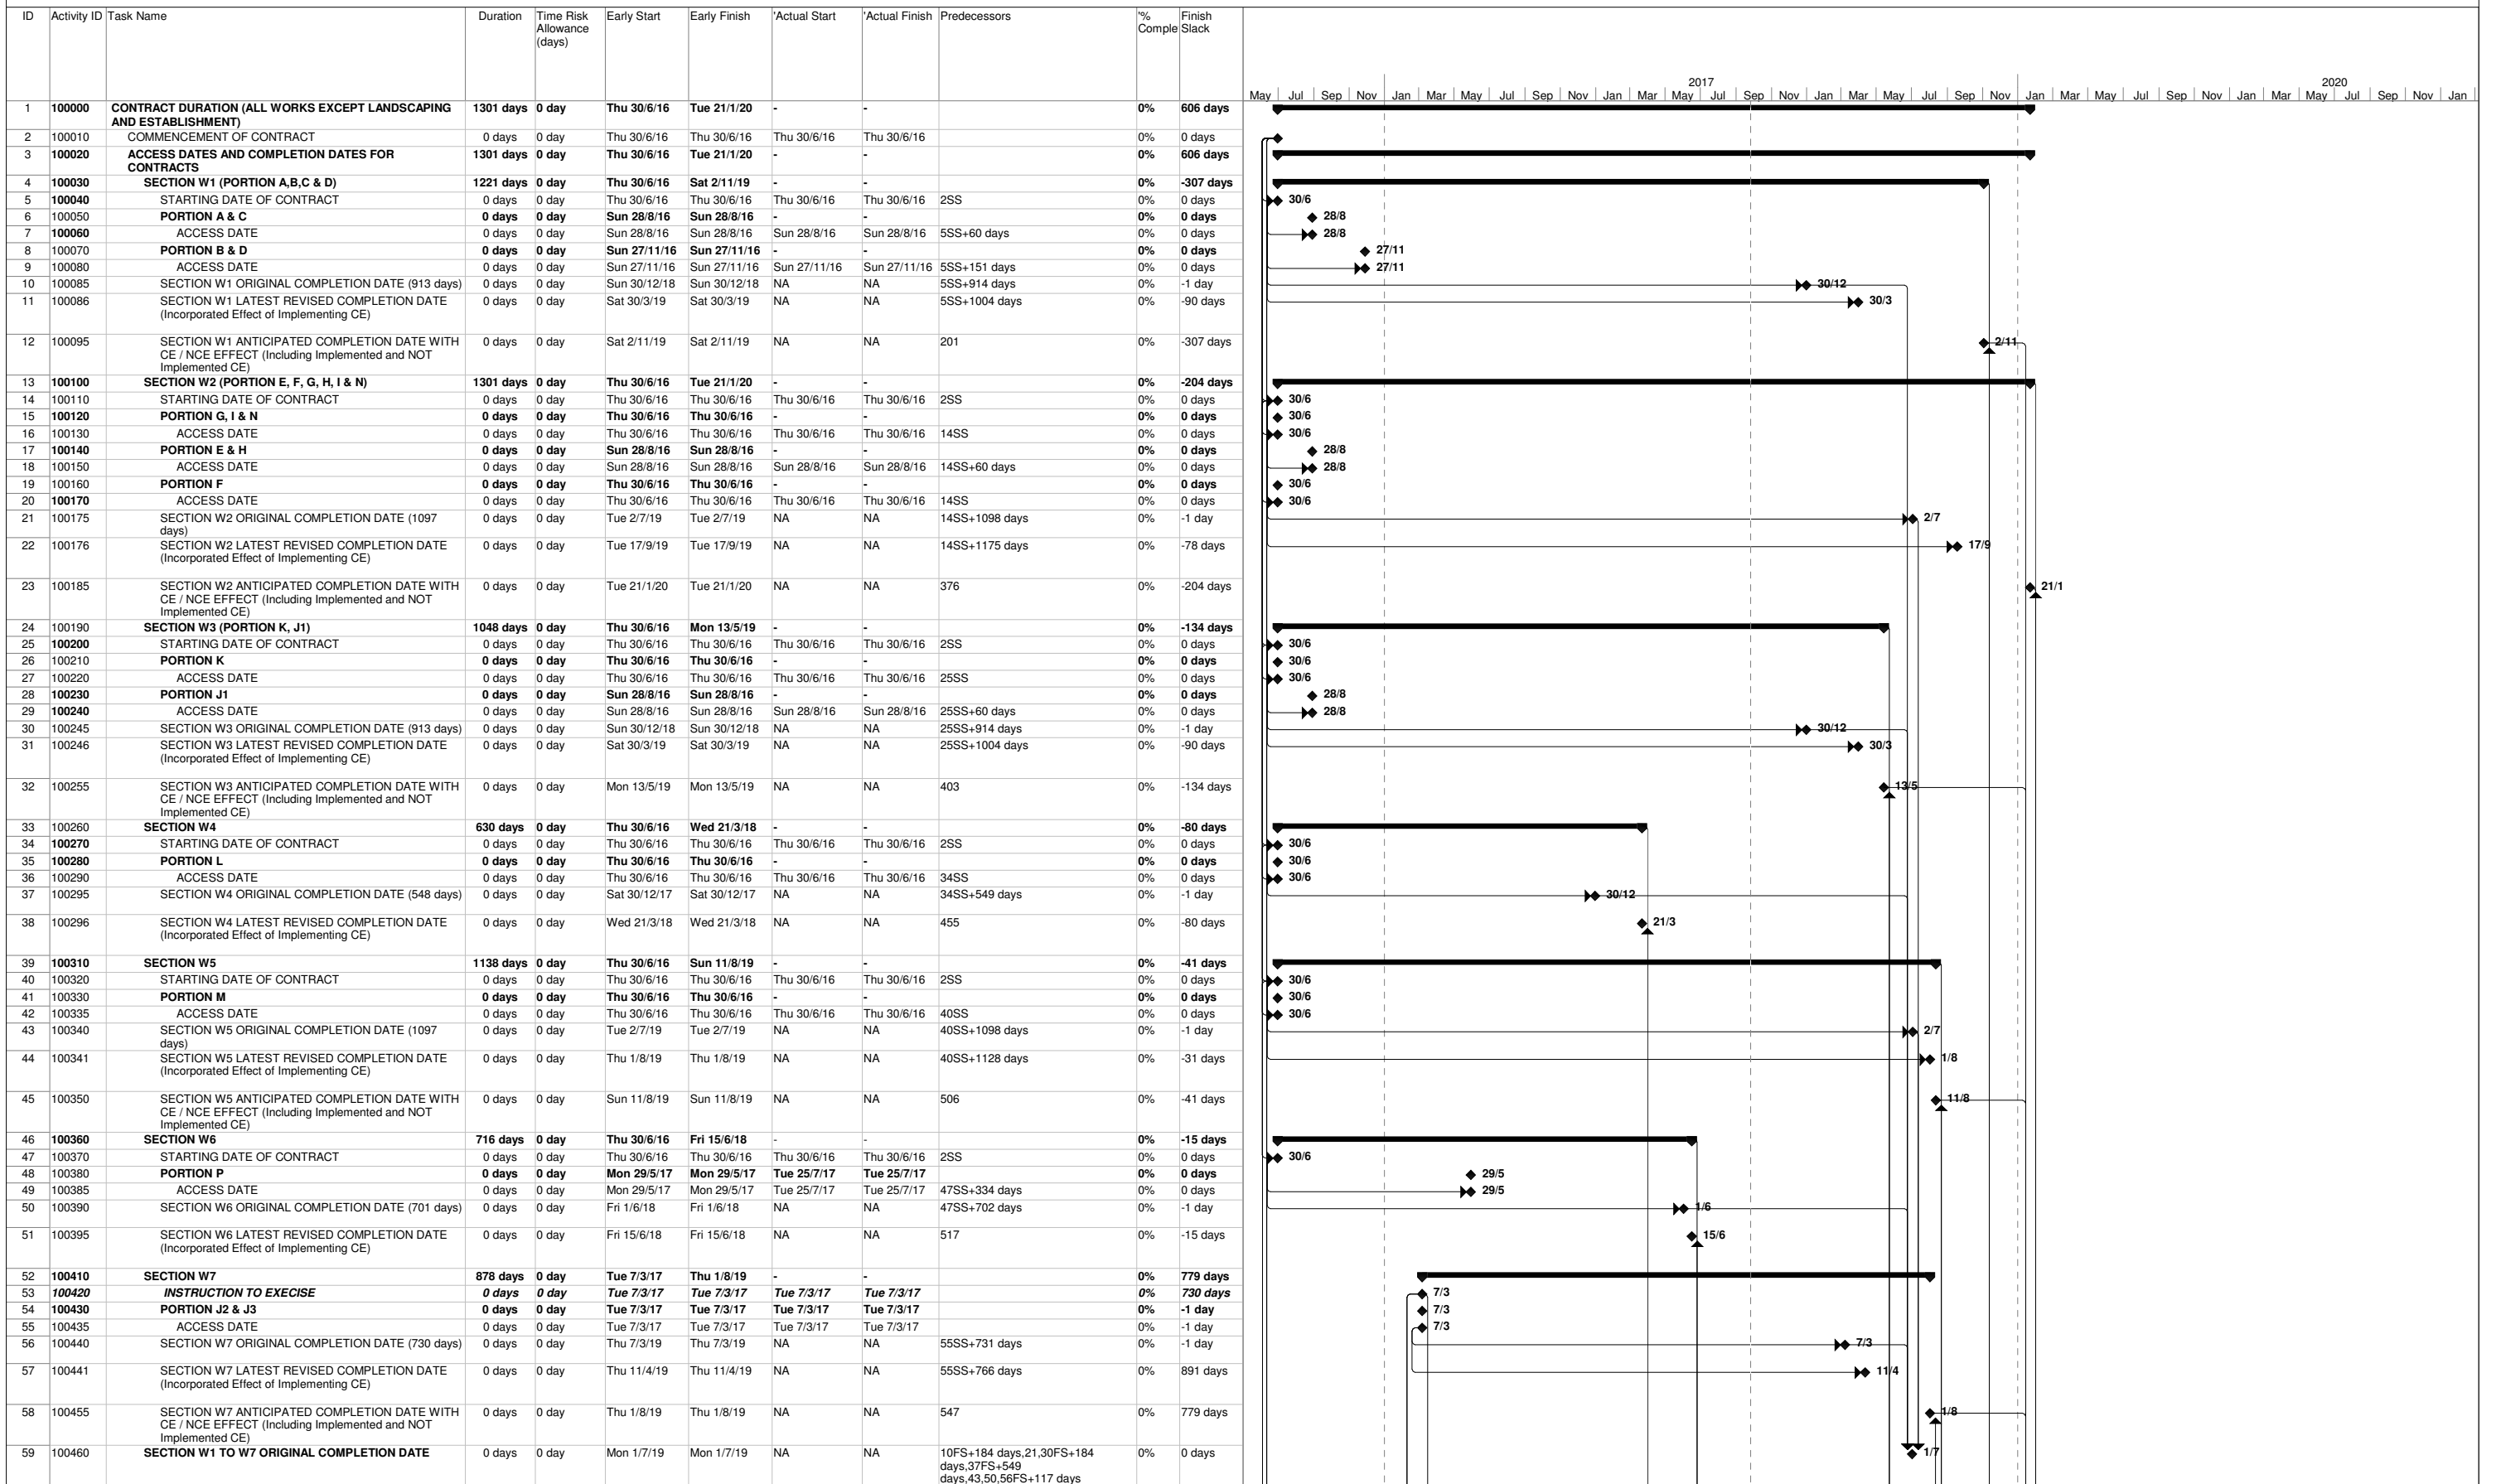 ID Activity ID Task Name Duration Time Risk Allowance (days) Early Start Early Finish 'Actual Start 'Actual Finish Predecessors '% Comple Finish Slack
2017 2020
May Jul Sep Nov Jan Mar May Jul Sep Nov Jan Mar May Jul Sep Nov Jan Mar May Jul Sep Nov Jan Mar May Jul Sep Nov Jan Mar May Jul Sep Nov Jan
1 100000 CONTRACT DURATION (ALL WORKS EXCEPT LANDSCAPING 1301 days 0 day Thu 30/6/16 Tue 21/1/20 - - 0% 606 days
AND ESTABLISHMENT)
2 100010 COMMENCEMENT OF CONTRACT 0 days 0 day Thu 30/6/16 Thu 30/6/16 Thu 30/6/16 Thu 30/6/16 0% 0 days
3 100020 ACCESS DATES AND COMPLETION DATES FOR 1301 days 0 day Thu 30/6/16 Tue 21/1/20 - - 0% 606 days
CONTRACTS
4 100030 SECTION W1 (PORTION A,B,C & D) 1221 days 0 day Thu 30/6/16 Sat 2/11/19 - - 0% -307 days
5 100040 STARTING DATE OF CONTRACT 0 days 0 day Thu 30/6/16 Thu 30/6/16 Thu 30/6/16 Thu 30/6/16 2SS 0% 0 days 30/6
6 100050 PORTION A & C 0 days 0 day Sun 28/8/16 Sun 28/8/16 - - 0% 0 days 28/8
7 100060 ACCESS DATE 0 days 0 day Sun 28/8/16 Sun 28/8/16 Sun 28/8/16 Sun 28/8/16 5SS+60 days 0% 0 days 28/8
8 100070 PORTION B & D 0 days 0 day Sun 27/11/16 Sun 27/11/16 - - 0% 0 days 27/11
9 100080 ACCESS DATE 0 days 0 day Sun 27/11/16 Sun 27/11/16 Sun 27/11/16 Sun 27/11/16 5SS+151 days 0% 0 days 27/11
10 100085 SECTION W1 ORIGINAL COMPLETION DATE (913 days) 0 days 0 day Sun 30/12/18 Sun 30/12/18 NA NA 5SS+914 days 0% -1 day 30/12
11 100086 SECTION W1 LATEST REVISED COMPLETION DATE 0 days 0 day Sat 30/3/19 Sat 30/3/19 NA NA 5SS+1004 days 0% -90 days 30/3
(Incorporated Effect of Implementing CE)
12 100095 SECTION W1 ANTICIPATED COMPLETION DATE WITH 0 days 0 day Sat 2/11/19 Sat 2/11/19 NA NA 201 0% -307 days 2/11
CE / NCE EFFECT (Including Implemented and NOT
Implemented CE)
13 100100 SECTION W2 (PORTION E, F, G, H, I & N) 1301 days 0 day Thu 30/6/16 Tue 21/1/20 - - 0% -204 days
14 100110 STARTING DATE OF CONTRACT 0 days 0 day Thu 30/6/16 Thu 30/6/16 Thu 30/6/16 Thu 30/6/16 2SS 0% 0 days 30/6
15 100120 PORTION G, I & N 0 days 0 day Thu 30/6/16 Thu 30/6/16 - - 0% 0 days 30/6
16 100130 ACCESS DATE 0 days 0 day Thu 30/6/16 Thu 30/6/16 Thu 30/6/16 Thu 30/6/16 14SS 0% 0 days 30/6
17 100140 PORTION E & H 0 days 0 day Sun 28/8/16 Sun 28/8/16 - - 0% 0 days 28/8
18 100150 ACCESS DATE 0 days 0 day Sun 28/8/16 Sun 28/8/16 Sun 28/8/16 Sun 28/8/16 14SS+60 days 0% 0 days 28/8
19 100160 PORTION F 0 days 0 day Thu 30/6/16 Thu 30/6/16 - - 0% 0 days 30/6
20 100170 ACCESS DATE 0 days 0 day Thu 30/6/16 Thu 30/6/16 Thu 30/6/16 Thu 30/6/16 14SS 0% 0 days 30/6
21 100175 SECTION W2 ORIGINAL COMPLETION DATE (1097 0 days 0 day Tue 2/7/19 Tue 2/7/19 NA NA 14SS+1098 days 0% -1 day 2/7
days)
22 100176 SECTION W2 LATEST REVISED COMPLETION DATE 0 days 0 day Tue 17/9/19 Tue 17/9/19 NA NA 14SS+1175 days 0% -78 days 17/9
(Incorporated Effect of Implementing CE)
23 100185 SECTION W2 ANTICIPATED COMPLETION DATE WITH 0 days 0 day Tue 21/1/20 Tue 21/1/20 NA NA 376 0% -204 days 21/1
CE / NCE EFFECT (Including Implemented and NOT
Implemented CE)
24 100190 SECTION W3 (PORTION K, J1) 1048 days 0 day Thu 30/6/16 Mon 13/5/19 - - 0% -134 days
25 100200 STARTING DATE OF CONTRACT 0 days 0 day Thu 30/6/16 Thu 30/6/16 Thu 30/6/16 Thu 30/6/16 2SS 0% 0 days 30/6
26 100210 PORTION K 0 days 0 day Thu 30/6/16 Thu 30/6/16 - - 0% 0 days 30/6
27 100220 ACCESS DATE 0 days 0 day Thu 30/6/16 Thu 30/6/16 Thu 30/6/16 Thu 30/6/16 25SS 0% 0 days 30/6
28 100230 PORTION J1 0 days 0 day Sun 28/8/16 Sun 28/8/16 - - 0% 0 days 28/8
29 100240 ACCESS DATE 0 days 0 day Sun 28/8/16 Sun 28/8/16 Sun 28/8/16 Sun 28/8/16 25SS+60 days 0% 0 days 28/8
30 100245 SECTION W3 ORIGINAL COMPLETION DATE (913 days) 0 days 0 day Sun 30/12/18 Sun 30/12/18 NA NA 25SS+914 days 0% -1 day 30/12
31 100246 SECTION W3 LATEST REVISED COMPLETION DATE 0 days 0 day Sat 30/3/19 Sat 30/3/19 NA NA 25SS+1004 days 0% -90 days 30/3
(Incorporated Effect of Implementing CE)
32 100255 SECTION W3 ANTICIPATED COMPLETION DATE WITH 0 days 0 day Mon 13/5/19 Mon 13/5/19 NA NA 403 0% -134 days 13/5
CE / NCE EFFECT (Including Implemented and NOT
Implemented CE)
33 100260 SECTION W4 630 days 0 day Thu 30/6/16 Wed 21/3/18 - - 0% -80 days
34 100270 STARTING DATE OF CONTRACT 0 days 0 day Thu 30/6/16 Thu 30/6/16 Thu 30/6/16 Thu 30/6/16 2SS 0% 0 days 30/6
35 100280 PORTION L 0 days 0 day Thu 30/6/16 Thu 30/6/16 - - 0% 0 days 30/6
36 100290 ACCESS DATE 0 days 0 day Thu 30/6/16 Thu 30/6/16 Thu 30/6/16 Thu 30/6/16 34SS 0% 0 days 30/6
37 100295 SECTION W4 ORIGINAL COMPLETION DATE (548 days) 0 days 0 day Sat 30/12/17 Sat 30/12/17 NA NA 34SS+549 days 0% -1 day 30/12
38 100296 SECTION W4 LATEST REVISED COMPLETION DATE 0 days 0 day Wed 21/3/18 Wed 21/3/18 NA NA 455 0% -80 days 21/3
(Incorporated Effect of Implementing CE)
39 100310 SECTION W5 1138 days 0 day Thu 30/6/16 Sun 11/8/19 - - 0% -41 days
40 100320 STARTING DATE OF CONTRACT 0 days 0 day Thu 30/6/16 Thu 30/6/16 Thu 30/6/16 Thu 30/6/16 2SS 0% 0 days 30/6
41 100330 PORTION M 0 days 0 day Thu 30/6/16 Thu 30/6/16 - - 0% 0 days 30/6
42 100335 ACCESS DATE 0 days 0 day Thu 30/6/16 Thu 30/6/16 Thu 30/6/16 Thu 30/6/16 40SS 0% 0 days 30/6
43 100340 SECTION W5 ORIGINAL COMPLETION DATE (1097 0 days 0 day Tue 2/7/19 Tue 2/7/19 NA NA 40SS+1098 days 0% -1 day 2/7
days)
44 100341 SECTION W5 LATEST REVISED COMPLETION DATE 0 days 0 day Thu 1/8/19 Thu 1/8/19 NA NA 40SS+1128 days 0% -31 days 1/8
(Incorporated Effect of Implementing CE)
45 100350 SECTION W5 ANTICIPATED COMPLETION DATE WITH 0 days 0 day Sun 11/8/19 Sun 11/8/19 NA NA 506 0% -41 days 11/8
CE / NCE EFFECT (Including Implemented and NOT
Implemented CE)
46 100360 SECTION W6 716 days 0 day Thu 30/6/16 Fri 15/6/18 - - 0% -15 days
47 100370 STARTING DATE OF CONTRACT 0 days 0 day Thu 30/6/16 Thu 30/6/16 Thu 30/6/16 Thu 30/6/16 2SS 0% 0 days 30/6
48 100380 PORTION P 0 days 0 day Mon 29/5/17 Mon 29/5/17 Tue 25/7/17 Tue 25/7/17 0% 0 days 29/5
49 100385 ACCESS DATE 0 days 0 day Mon 29/5/17 Mon 29/5/17 Tue 25/7/17 Tue 25/7/17 47SS+334 days 0% 0 days 29/5
50 100390 SECTION W6 ORIGINAL COMPLETION DATE (701 days) 0 days 0 day Fri 1/6/18 Fri 1/6/18 NA NA 47SS+702 days 0% -1 day 1/6
51 100395 SECTION W6 LATEST REVISED COMPLETION DATE 0 days 0 day Fri 15/6/18 Fri 15/6/18 NA NA 517 0% -15 days 15/6
(Incorporated Effect of Implementing CE)
52 100410 SECTION W7 878 days 0 day Tue 7/3/17 Thu 1/8/19 - - 0% 779 days
53 100420 INSTRUCTION TO EXECISE 0 days 0 day Tue 7/3/17 Tue 7/3/17 Tue 7/3/17 Tue 7/3/17 0% 730 days 7/3
54 100430 PORTION J2 & J3 0 days 0 day Tue 7/3/17 Tue 7/3/17 Tue 7/3/17 Tue 7/3/17 0% -1 day 7/3
55 100435 ACCESS DATE 0 days 0 day Tue 7/3/17 Tue 7/3/17 Tue 7/3/17 Tue 7/3/17 0% -1 day 7/3
56 100440 SECTION W7 ORIGINAL COMPLETION DATE (730 days) 0 days 0 day Thu 7/3/19 Thu 7/3/19 NA NA 55SS+731 days 0% -1 day 7/3
57 100441 SECTION W7 LATEST REVISED COMPLETION DATE 0 days 0 day Thu 11/4/19 Thu 11/4/19 NA NA 55SS+766 days 0% 891 days 11/4
(Incorporated Effect of Implementing CE)
58 100455 SECTION W7 ANTICIPATED COMPLETION DATE WITH 0 days 0 day Thu 1/8/19 Thu 1/8/19 NA NA 547 0% 779 days 1/8
CE / NCE EFFECT (Including Implemented and NOT
Implemented CE)
59 100460 SECTION W1 TO W7 ORIGINAL COMPLETION DATE 0 days 0 day Mon 1/7/19 Mon 1/7/19 NA NA 10FS+184 days,21,30FS+184 0% 0 days 1/7
days,37FS+549
days,43,50,56FS+117 days